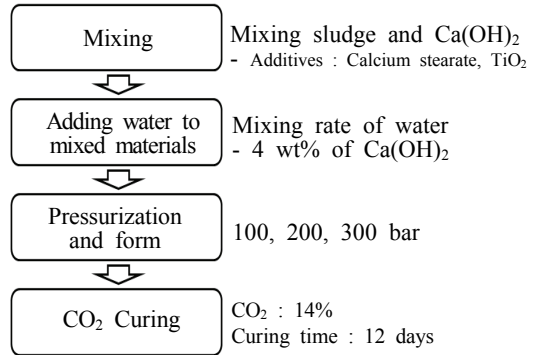 Mixing
Mixing sludge and Ca(OH)₂
- Additives : Calcium stearate, TiO₂
Adding water to
mixed materials
Mixing rate of water
- 4 wt% of Ca(OH)₂
Pressurization
and form
100, 200, 300 bar
CO₂ Curing
CO₂ : 14%
Curing time : 12 days